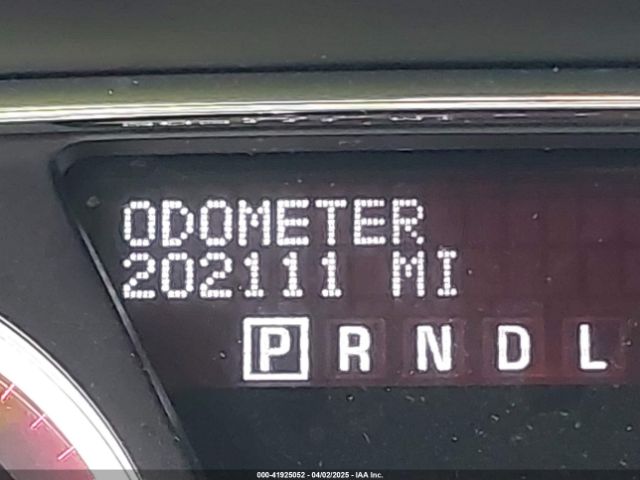 ODOMETER
202111 MI
P R N D L
000-41925052 - 04/02/2025 - IAA Inc.